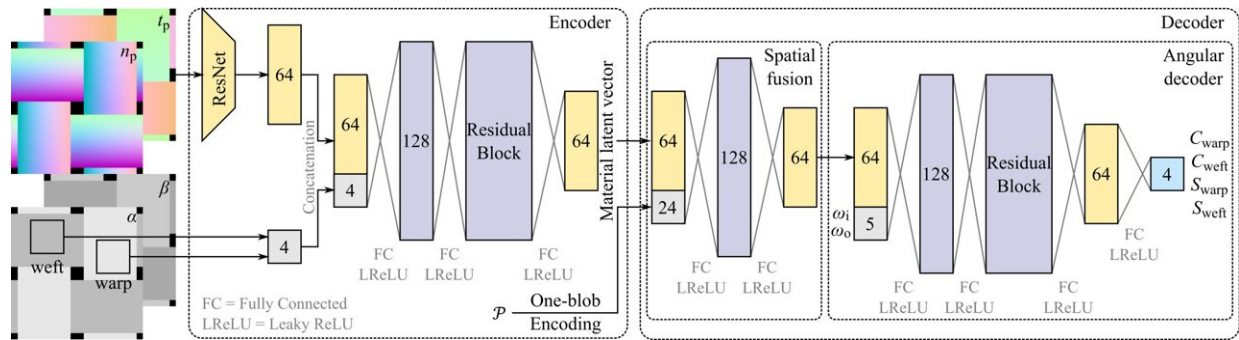 t_p
n_p
β
α
weft
warp
Encoder
ResNet
64
4
Concatenation
64
4
128
Residual
Block
64
FC
LReLU
FC
LReLU
FC
LReLU
FC = Fully Connected
LReLU = Leaky ReLU
𝒫
One-blob
Encoding
Material latent vector
Decoder
Spatial
fusion
64
24
128
64
FC
LReLU
FC
LReLU
Angular
decoder
64
ω_i
ω_o
5
128
Residual
Block
64
4
FC
LReLU
FC
LReLU
FC
LReLU
FC
LReLU
C_warp
C_weft
S_warp
S_weft